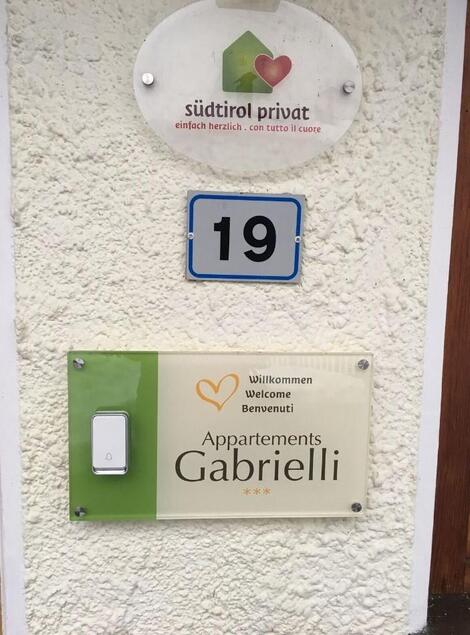 südtirol privat
einfach herzlich . con tutto il cuore
19
Willkommen
Welcome
Benvenuti
Appartements
Gabrielli
***